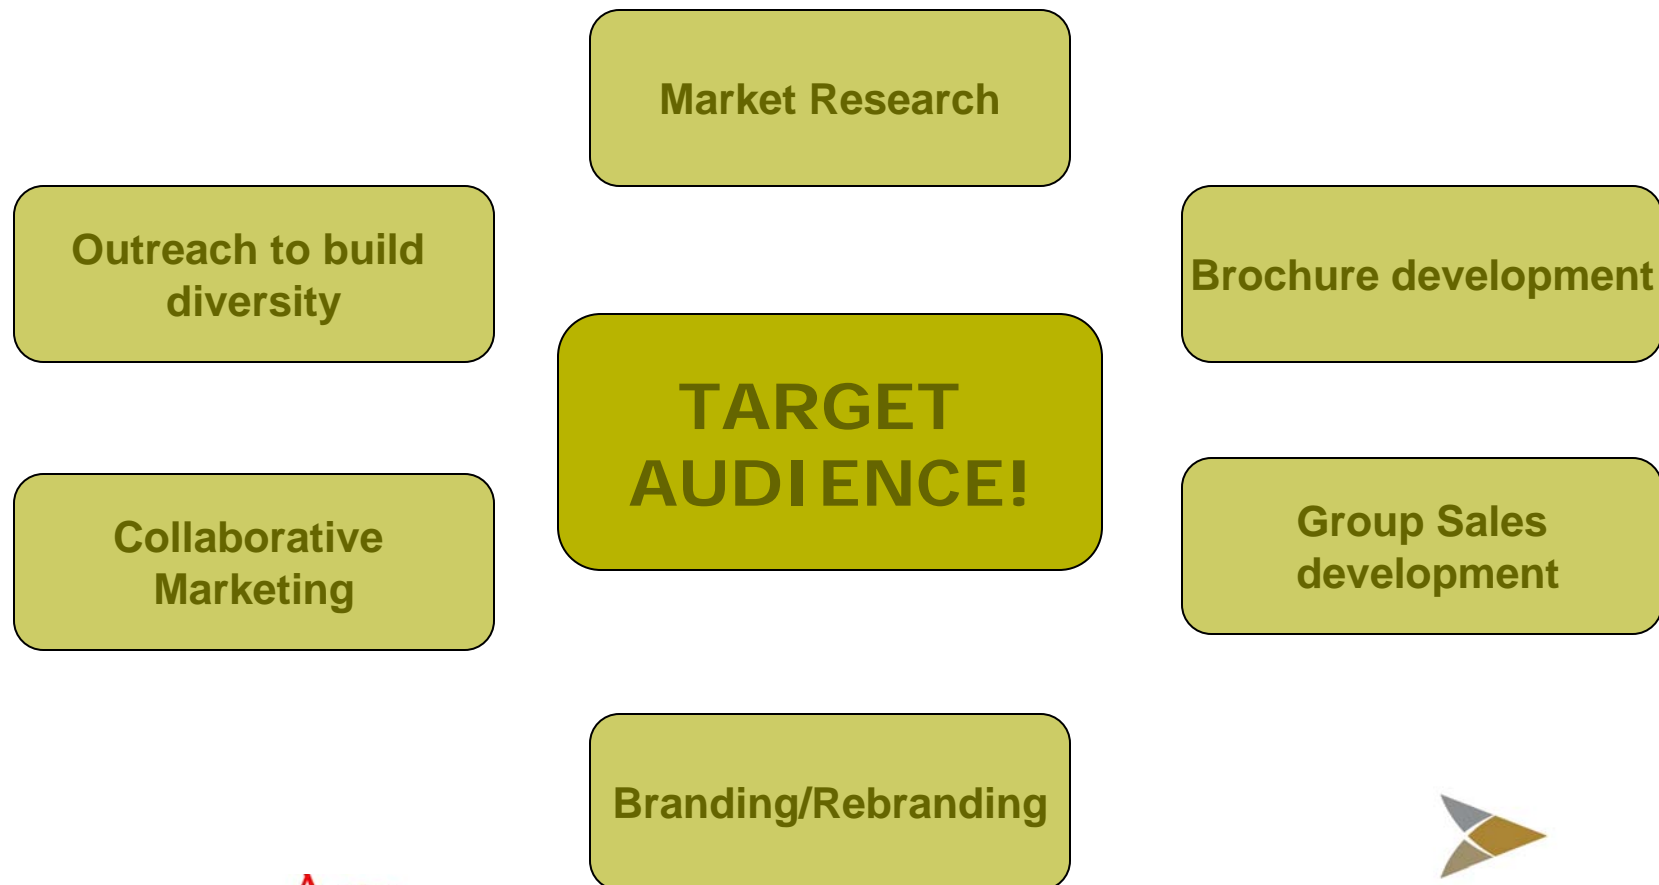 Market Research
Outreach to build
diversity
Brochure development
TARGET
AUDIENCE!
Collaborative
Marketing
Group Sales
development
Branding/Rebranding